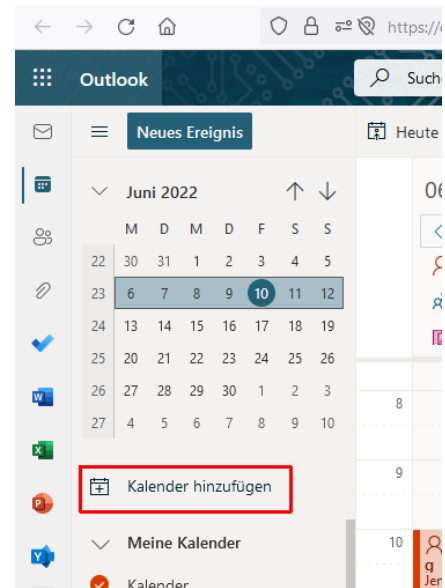 https://
Outlook
Such
Neues Ereignis
Heute
Juni 2022
06
M D M D F S S
22 30 31 1 2 3 4 5
23 6 7 8 9 10 11 12
24 13 14 15 16 17 18 19
25 20 21 22 23 24 25 26
26 27 28 29 30 1 2 3
27 4 5 6 7 8 9 10
8
Kalender hinzufügen
9
Meine Kalender
10
g
Jer
Kalender